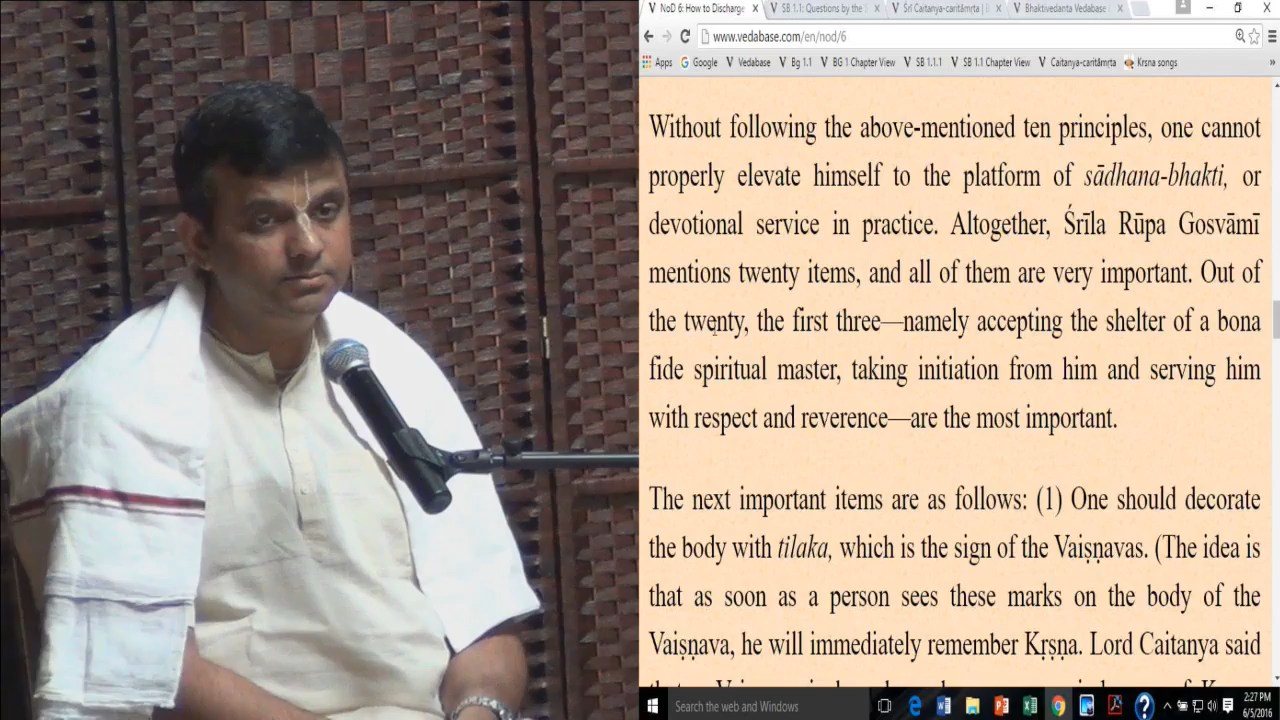 NoD 6: How to Discharge
SB 1.1: Questions by the
Śrī Caitanya-caritāmṛta | B
Bhaktivedanta Vedabase
www.vedabase.com/en/nod/6
Apps Google Vedabase Bg 1.1 BG 1 Chapter View SB 1.1.1 SB 1.1 Chapter View Caitanya-caritāmṛta Krsna songs »
Without following the above-mentioned ten principles, one cannot
properly elevate himself to the platform of sādhana-bhakti, or
devotional service in practice. Altogether, Śrīla Rūpa Gosvāmī
mentions twenty items, and all of them are very important. Out of
the twenty, the first three—namely accepting the shelter of a bona
fide spiritual master, taking initiation from him and serving him
with respect and reverence—are the most important.
The next important items are as follows: (1) One should decorate
the body with tilaka, which is the sign of the Vaiṣṇavas. (The idea is
that as soon as a person sees these marks on the body of the
Vaiṣṇava, he will immediately remember Kṛṣṇa. Lord Caitanya said
Search the web and Windows
2:27 PM
6/5/2016